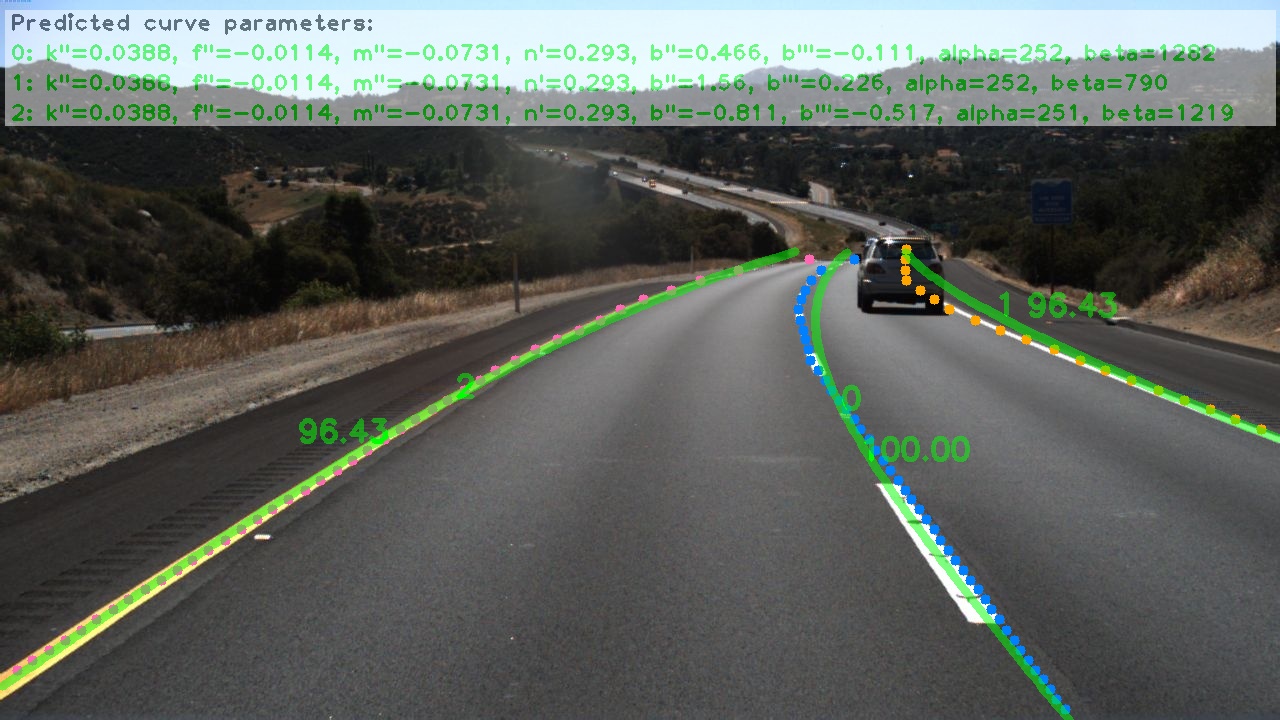 Predicted curve parameters:
0: k''=0.0388, f''=-0.0114, m''=-0.0731, n'=0.293, b''=0.466, b'''=-0.111, alpha=252, beta=1282
1: k''=0.0388, f''=-0.0114, m''=-0.0731, n'=0.293, b''=1.56, b'''=0.226, alpha=252, beta=790
2: k''=0.0388, f''=-0.0114, m''=-0.0731, n'=0.293, b''=-0.811, b'''=-0.517, alpha=251, beta=1219
1 96.43
2
0
96.43
100.00